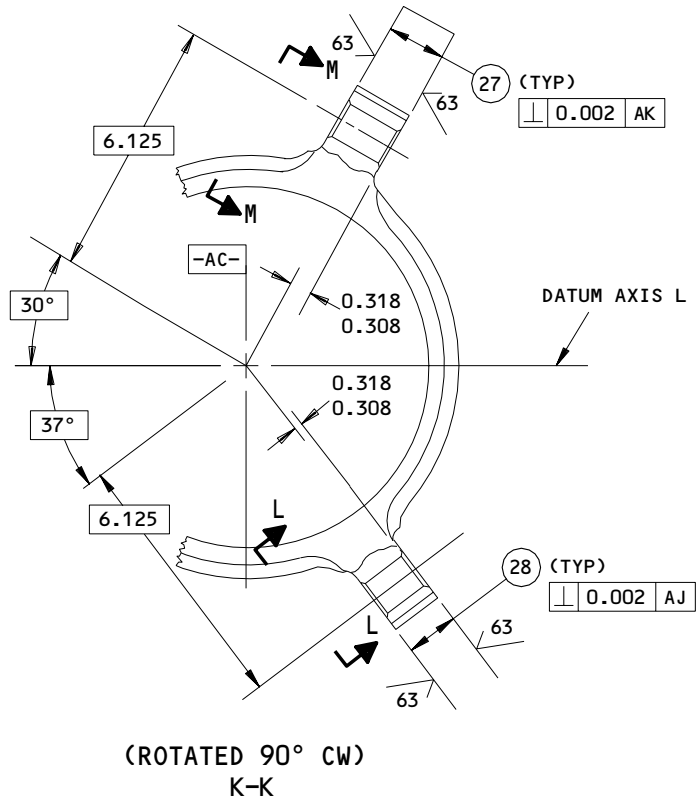 63
M
27 (TYP)
63
⊥ 0.002 AK
6.125
M
-AC-
0.318
0.308
DATUM AXIS L
30°
0.318
0.308
37°
L
6.125
28 (TYP)
⊥ 0.002 AJ
L
63
63
(ROTATED 90° CW)
K-K